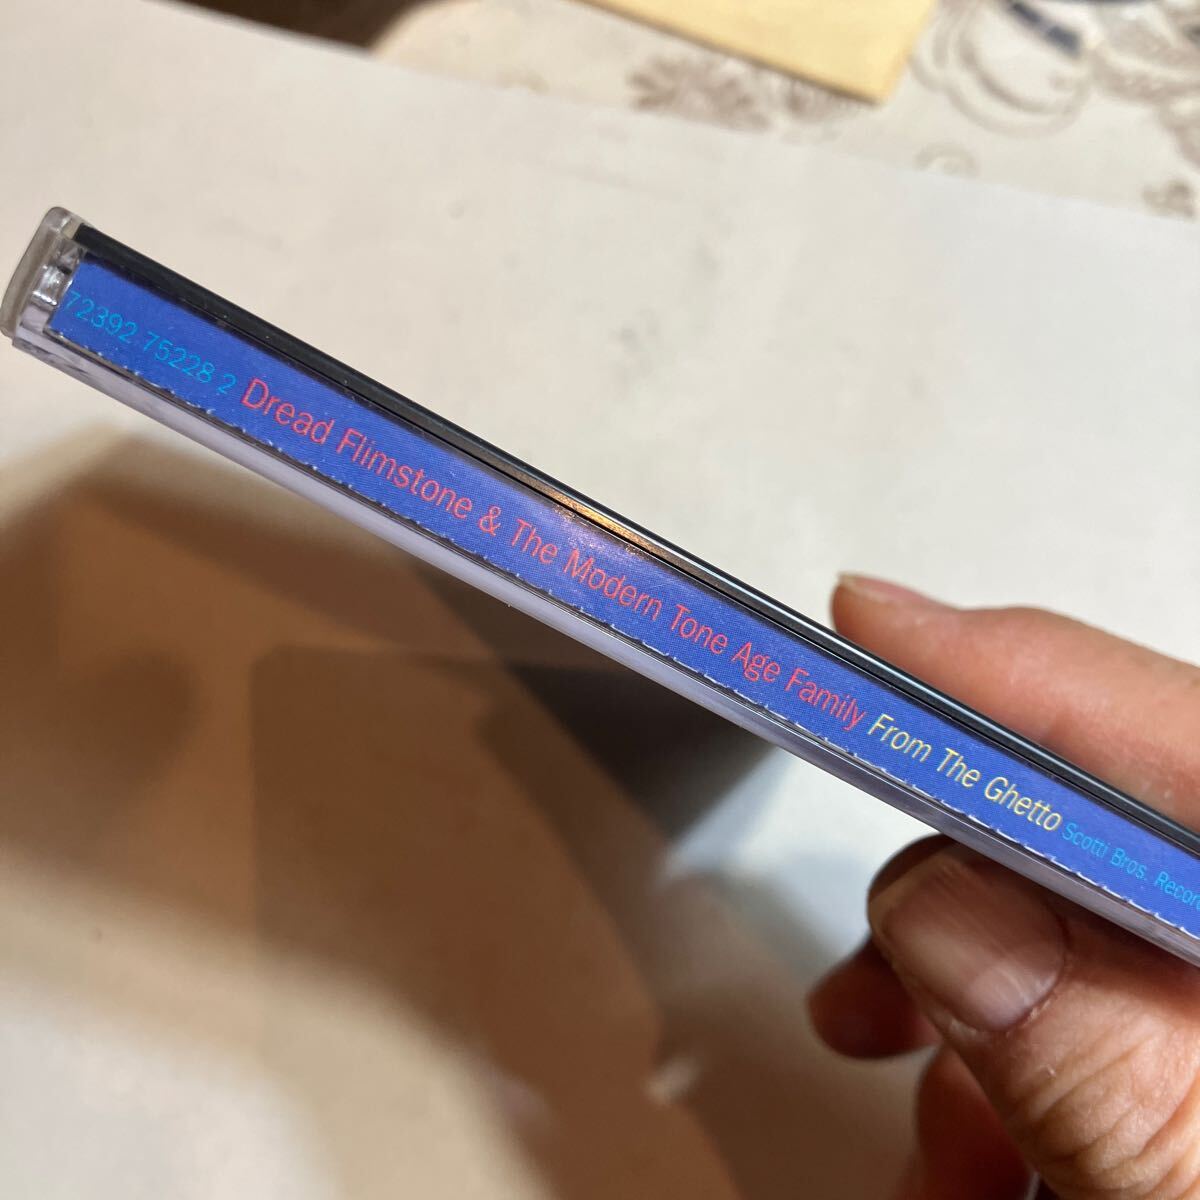 72392 75228 2 Dread Flimstone & The Modern Tone Age Family From The Ghetto Scotti Bros. Record